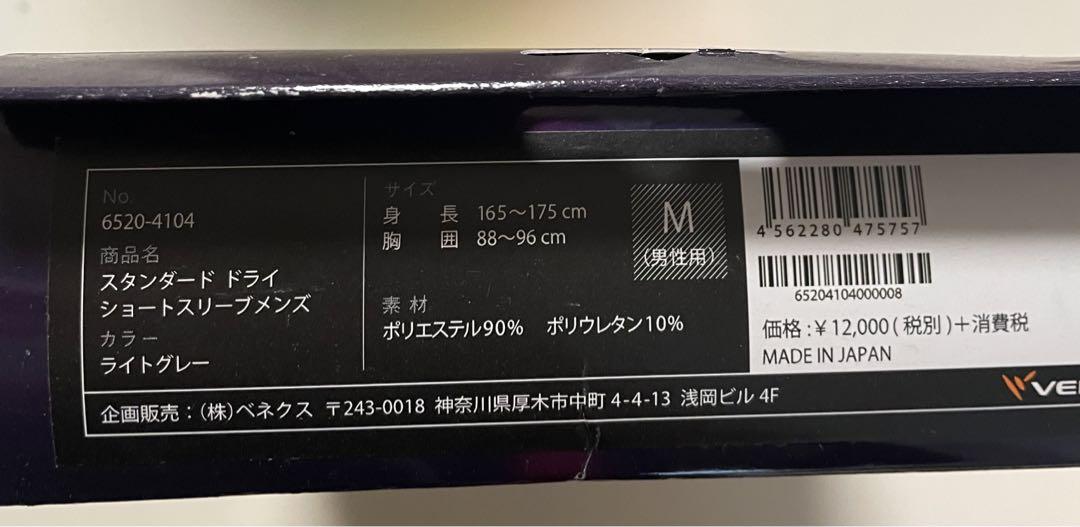 No.
6520-4104
商品名
スタンダード ドライ
ショートスリーブメンズ
カラー
ライトグレー
サイズ
身 長 165～175 cm
胸 囲 88～96 cm
M
(男性用)
素 材
ポリエステル90% ポリウレタン10%
4 562280 475757
65204104000008
価格:¥12,000(税別)+消費税
MADE IN JAPAN
企画販売:(株)ベネクス 〒243-0018 神奈川県厚木市中町 4-4-13 浅岡ビル 4F